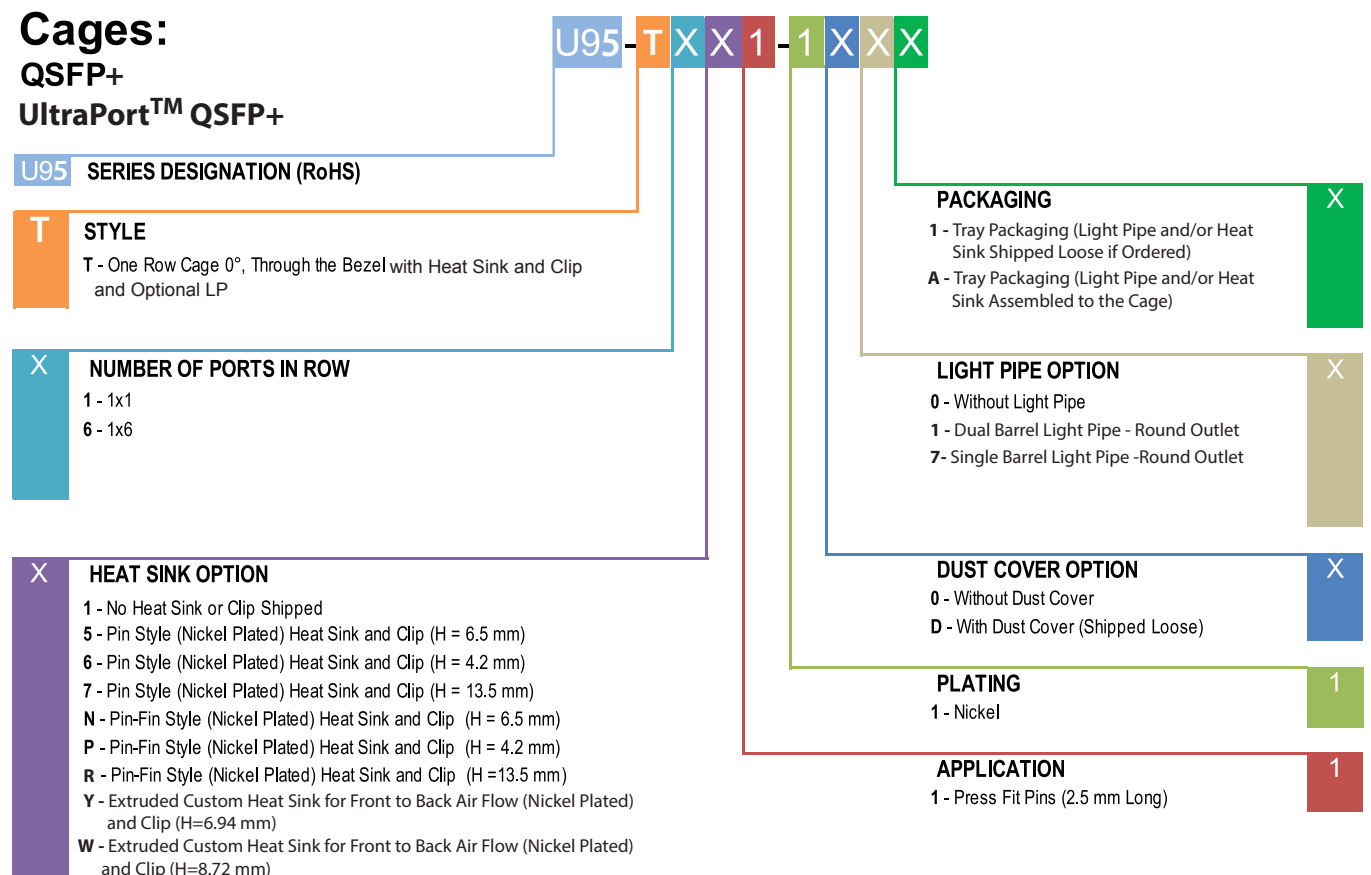 Cages:
QSFP+
UltraPort™ QSFP+
U95-TXX1-1XXX
U95 SERIES DESIGNATION (RoHS)
T STYLE
T - One Row Cage 0°, Through the Bezel with Heat Sink and Clip
and Optional LP
X NUMBER OF PORTS IN ROW
1 - 1x1
6 - 1x6
X HEAT SINK OPTION
1 - No Heat Sink or Clip Shipped
5 - Pin Style (Nickel Plated) Heat Sink and Clip (H = 6.5 mm)
6 - Pin Style (Nickel Plated) Heat Sink and Clip (H = 4.2 mm)
7 - Pin Style (Nickel Plated) Heat Sink and Clip (H = 13.5 mm)
N - Pin-Fin Style (Nickel Plated) Heat Sink and Clip (H = 6.5 mm)
P - Pin-Fin Style (Nickel Plated) Heat Sink and Clip (H = 4.2 mm)
R - Pin-Fin Style (Nickel Plated) Heat Sink and Clip (H =13.5 mm)
Y - Extruded Custom Heat Sink for Front to Back Air Flow (Nickel Plated)
and Clip (H=6.94 mm)
W - Extruded Custom Heat Sink for Front to Back Air Flow (Nickel Plated)
and Clip (H=8.72 mm)
PACKAGING X
1 - Tray Packaging (Light Pipe and/or Heat
Sink Shipped Loose if Ordered)
A - Tray Packaging (Light Pipe and/or Heat
Sink Assembled to the Cage)
LIGHT PIPE OPTION X
0 - Without Light Pipe
1 - Dual Barrel Light Pipe - Round Outlet
7- Single Barrel Light Pipe -Round Outlet
DUST COVER OPTION X
0 - Without Dust Cover
D - With Dust Cover (Shipped Loose)
PLATING 1
1 - Nickel
APPLICATION 1
1 - Press Fit Pins (2.5 mm Long)